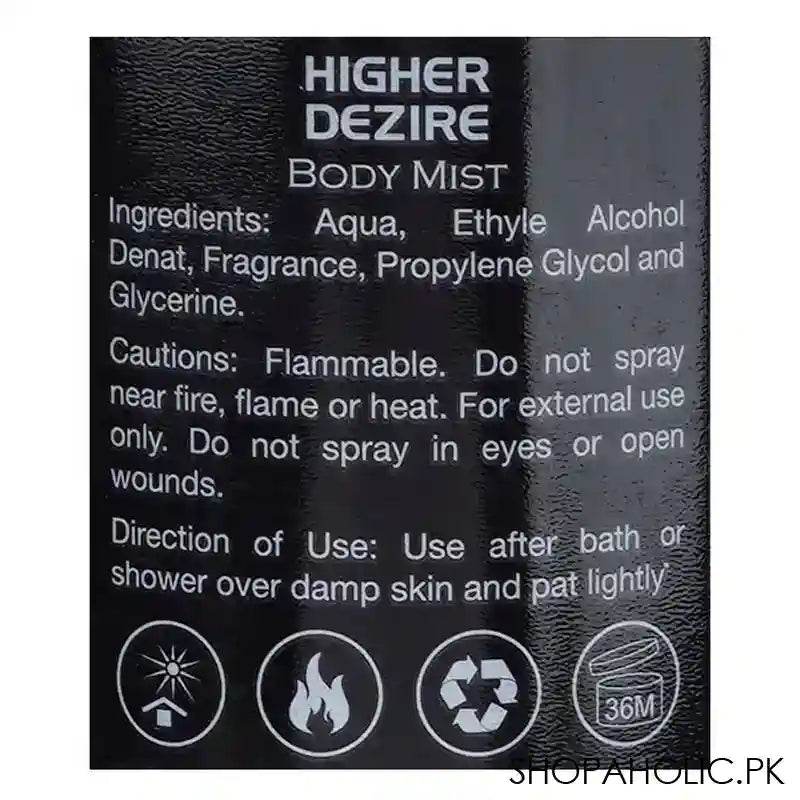 HIGHER
DEZIRE
BODY MIST
Ingredients: Aqua, Ethyle Alcohol
Denat, Fragrance, Propylene Glycol and
Glycerine.
Cautions: Flammable. Do not spray
near fire, flame or heat. For external use
only. Do not spray in eyes or open
wounds.
Direction of Use: Use after bath or
shower over damp skin and pat lightly'
36M
SHOPAHOLIC.PK